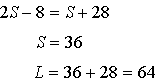 2S − 8 = S + 28
S = 36
L = 36 + 28 = 64